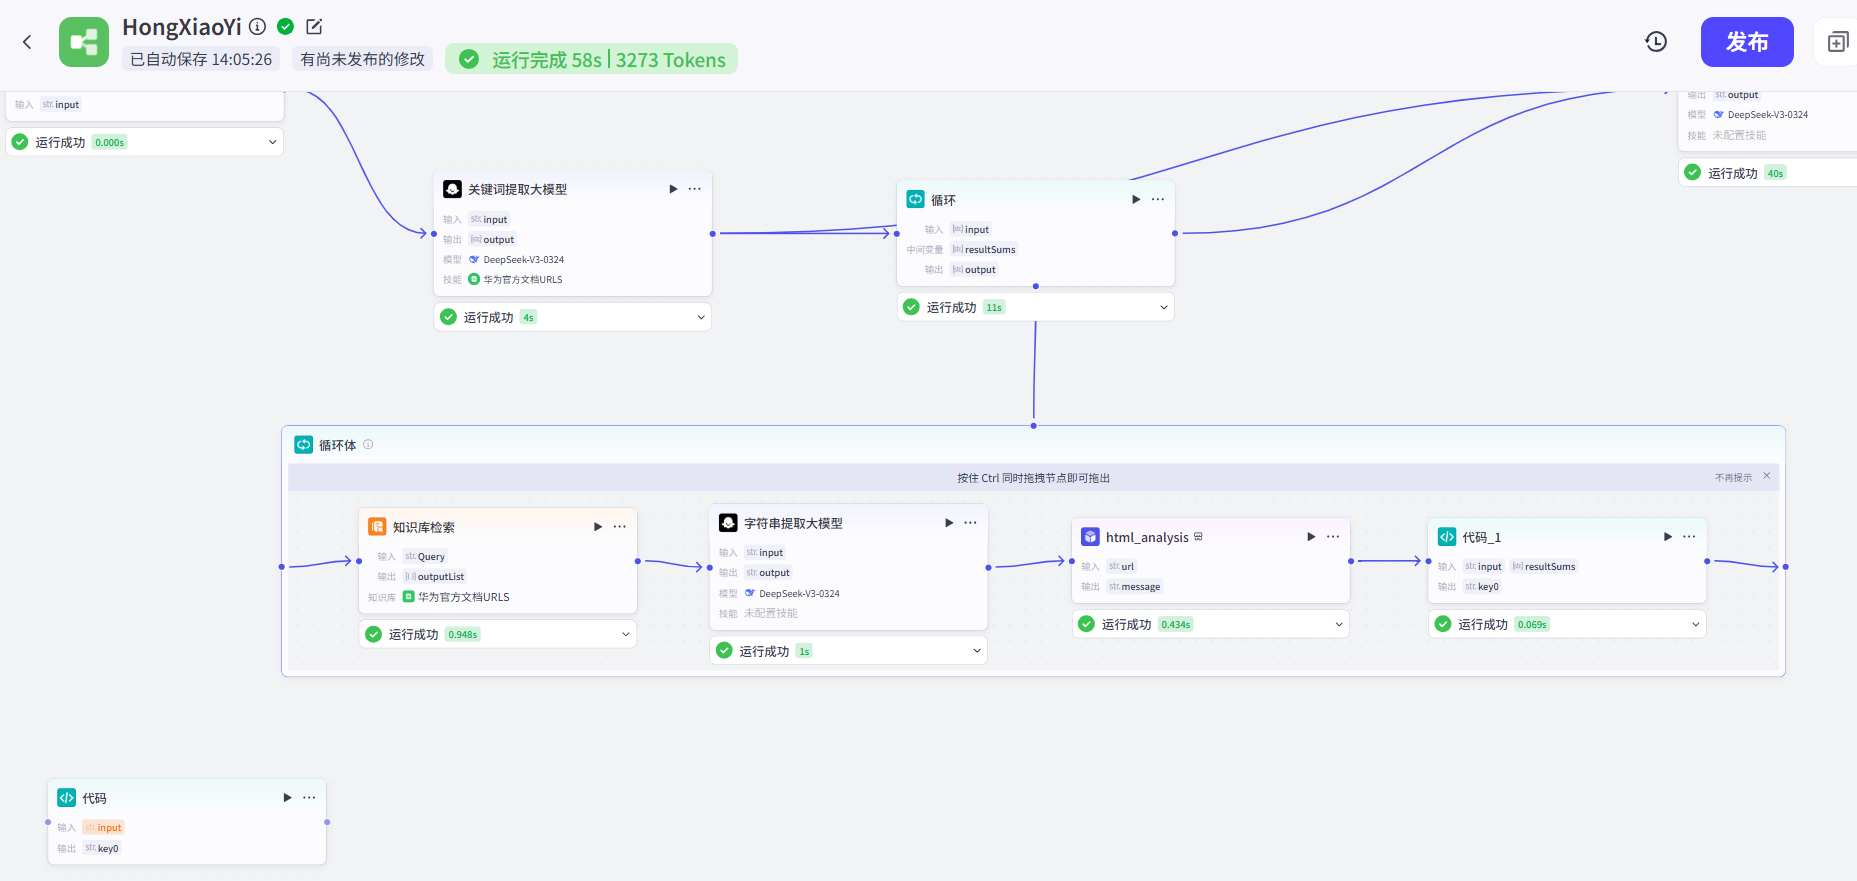 HongXiaoYi
已自动保存 14:05:26 有尚未发布的修改 运行完成 58s | 3273 Tokens
发布
输入 str. input
运行成功 0.000s
输出 str. output
模型 DeepSeek-V3-0324
技能 未配置技能
运行成功 40s
关键词提取大模型
输入 str. input
输出 output
模型 DeepSeek-V3-0324
技能 华为官方文档URLS
运行成功 4s
循环
输入 input
中间变量 resultSums
输出 output
运行成功 11s
循环体
按住 Ctrl 同时拖拽节点即可拖出 不再提示
知识库检索
输入 str. Query
输出 outputList
知识库 华为官方文档URLS
运行成功 0.948s
字符串提取大模型
输入 str. input
输出 str. output
模型 DeepSeek-V3-0324
技能 未配置技能
运行成功 1s
html_analysis
输入 str. url
输出 str. message
运行成功 0.434s
代码_1
输入 str. input resultSums
输出 str. key0
运行成功 0.069s
代码
输入 str. input
输出 str. key0